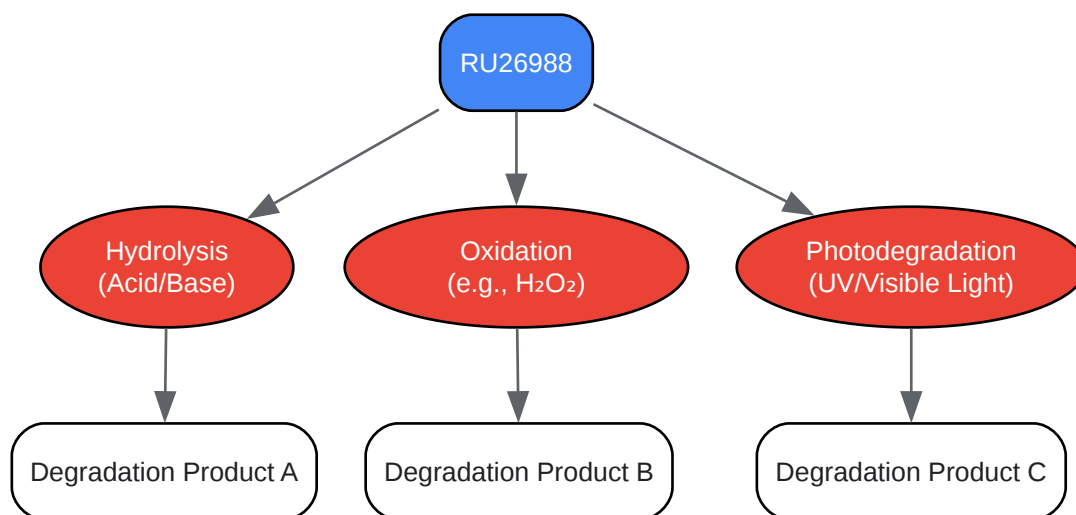 RU26988
Hydrolysis
(Acid/Base)
Oxidation
(e.g., H₂O₂)
Photodegradation
(UV/Visible Light)
Degradation Product A
Degradation Product B
Degradation Product C